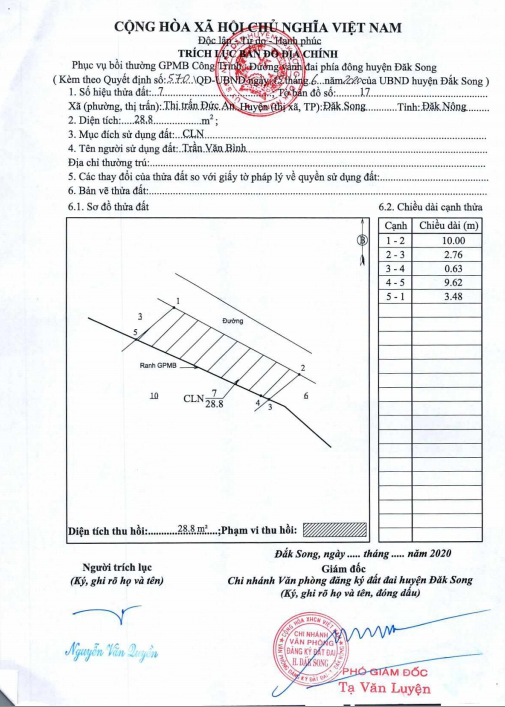 CỘNG HÒA XÃ HỘI CHỦ NGHĨA VIỆT NAM
Độc lập - Tự do - Hạnh phúc
TRÍCH LỤC BẢN ĐỒ ĐỊA CHÍNH
Phục vụ bồi thường GPMB Công Trình: Đường vành đai phía đông huyện Đăk Song
( Kèm theo Quyết định số: 570 /QĐ-UBND ngày 6 năm 2020 của UBND huyện Đắk Song )
1. Số hiệu thửa đất: 7 Tờ bản đồ số: 17
Xã (phường, thị trấn): Thị trấn Đức An Huyện (thị xã, TP): Đăk Song Tỉnh: Đăk Nông
2. Diện tích: 28.8 m² ;
3. Mục đích sử dụng đất: CLN
4. Tên người sử dụng đất: Trần Văn Bình
Địa chỉ thường trú:
5. Các thay đổi của thửa đất so với giấy tờ pháp lý về quyền sử dụng đất:
6. Bản vẽ thửa đất:
6.1. Sơ đồ thửa đất
6.2. Chiều dài cạnh thửa
B
1
3
Đường
5
Ranh GPMB
2
10
CLN 7
28.8
4
3
6
Cạnh Chiều dài (m)
1 - 2 10.00
2 - 3 2.76
3 - 4 0.63
4 - 5 9.62
5 - 1 3.48
Diện tích thu hồi: 28.8 m² ;Phạm vi thu hồi:
Đắk Song, ngày ..... tháng ..... năm 2020
Người trích lục
(Ký, ghi rõ họ và tên)
Giám đốc
Chi nhánh Văn phòng đăng ký đất đai huyện Đăk Song
(Ký, ghi rõ họ và tên, đóng dấu)
Nguyễn Văn Quyền
CHI NHÁNH
VĂN PHÒNG
ĐĂNG KÝ ĐẤT ĐAI
H. ĐĂK SONG
PHÓ GIÁM ĐỐC
Tạ Văn Luyện